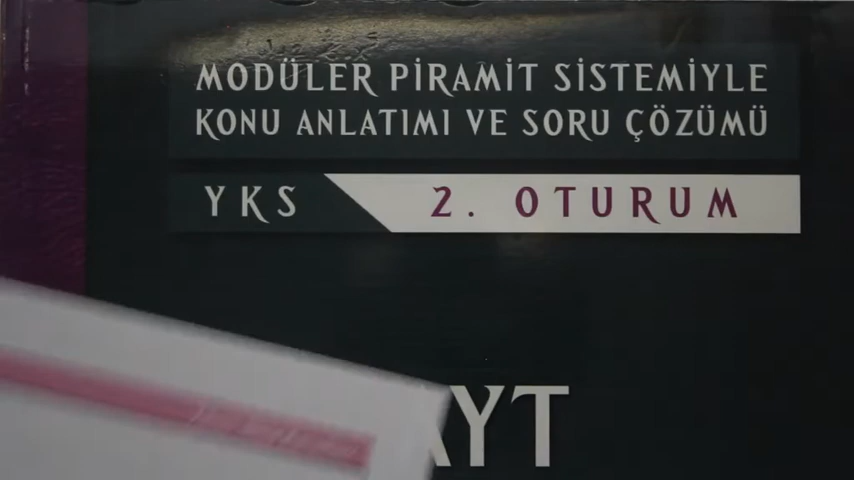 MODÜLER PİRAMİT SİSTEMİYLE
KONU ANLATIMI VE SORU ÇÖZÜMÜ
YKS 2. OTURUM
AYT